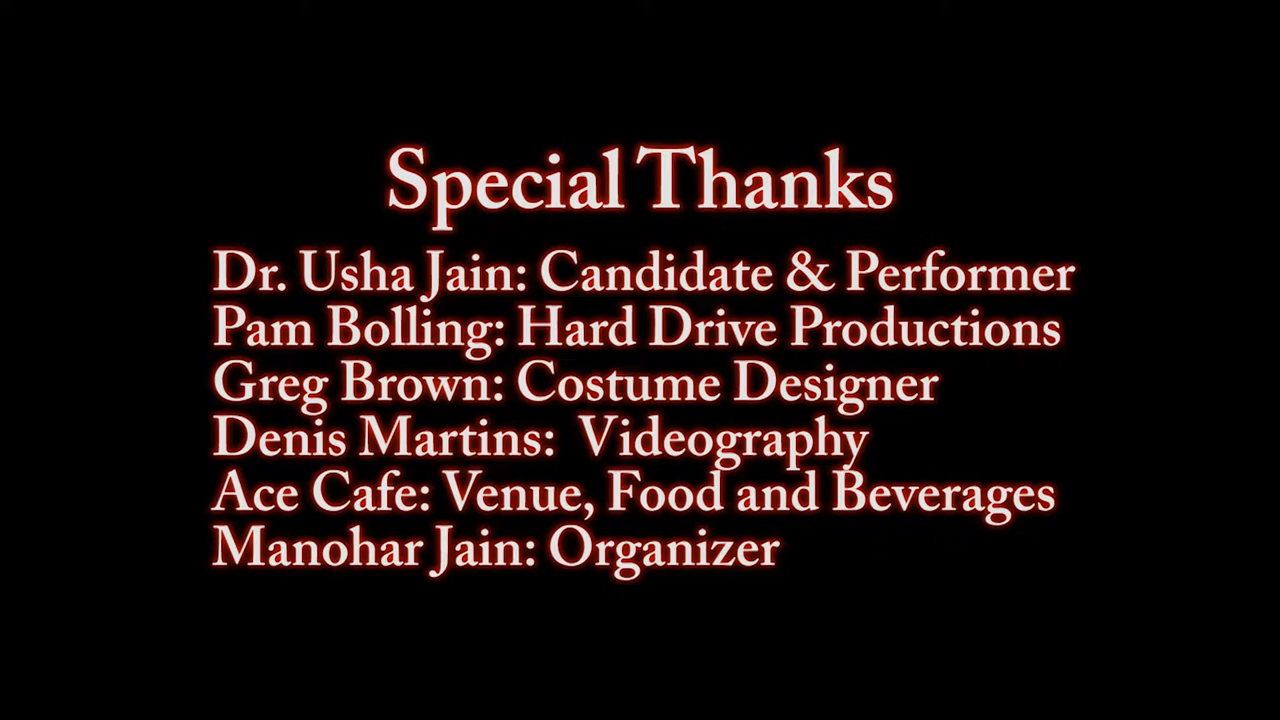 Special Thanks
Dr. Usha Jain: Candidate & Performer
Pam Bolling: Hard Drive Productions
Greg Brown: Costume Designer
Denis Martins:  Videography
Ace Cafe: Venue, Food and Beverages
Manohar Jain: Organizer